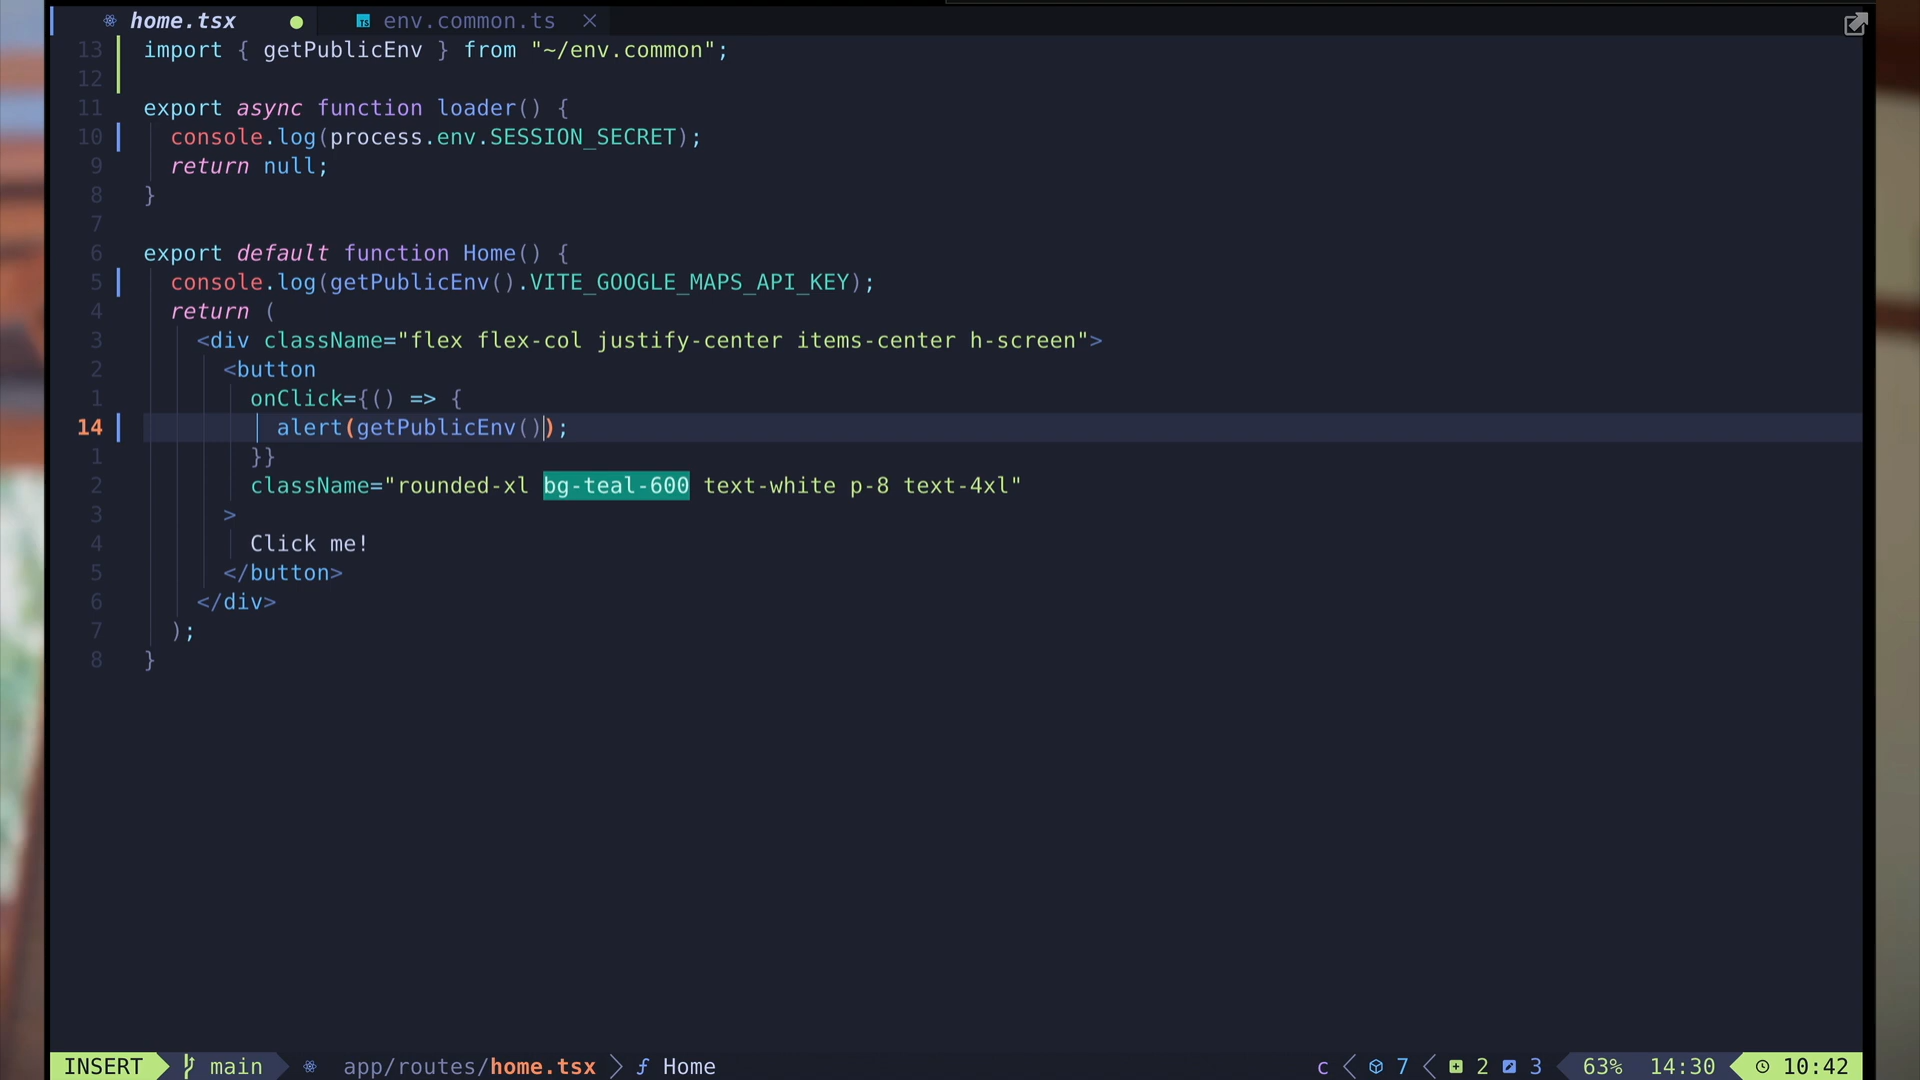 home.tsx env.common.ts
13 import { getPublicEnv } from "~/env.common";
12
11 export async function loader() {
10 console.log(process.env.SESSION_SECRET);
9 return null;
8 }
7
6 export default function Home() {
5 console.log(getPublicEnv().VITE_GOOGLE_MAPS_API_KEY);
4 return (
3 <div className="flex flex-col justify-center items-center h-screen">
2 <button
1 onClick={() => {
14 alert(getPublicEnv());
1 }}
2 className="rounded-xl bg-teal-600 text-white p-8 text-4xl"
3 >
4 Click me!
5 </button>
6 </div>
7 );
8 }
INSERT main app/routes/home.tsx Home c 7 2 3 63% 14:30 10:42